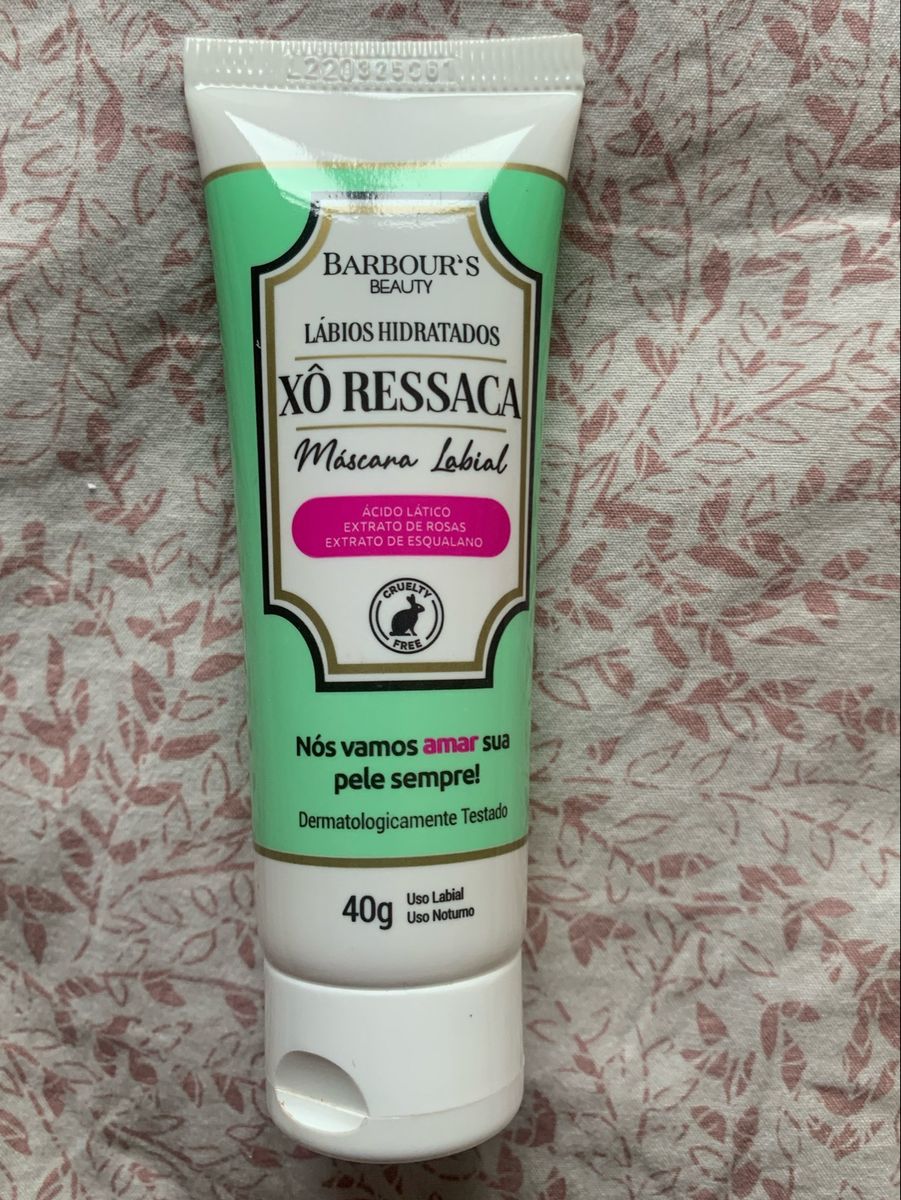 BARBOUR`S
BEAUTY
LÁBIOS HIDRATADOS
XÔ RESSACA
Máscara Labial
ÁCIDO LÁTICO
EXTRATO DE ROSAS
EXTRATO DE ESQUALANO
CRUELTY
FREE
Nós vamos amar sua
pele sempre!
Dermatologicamente Testado
40g Uso Labial
Uso Noturno